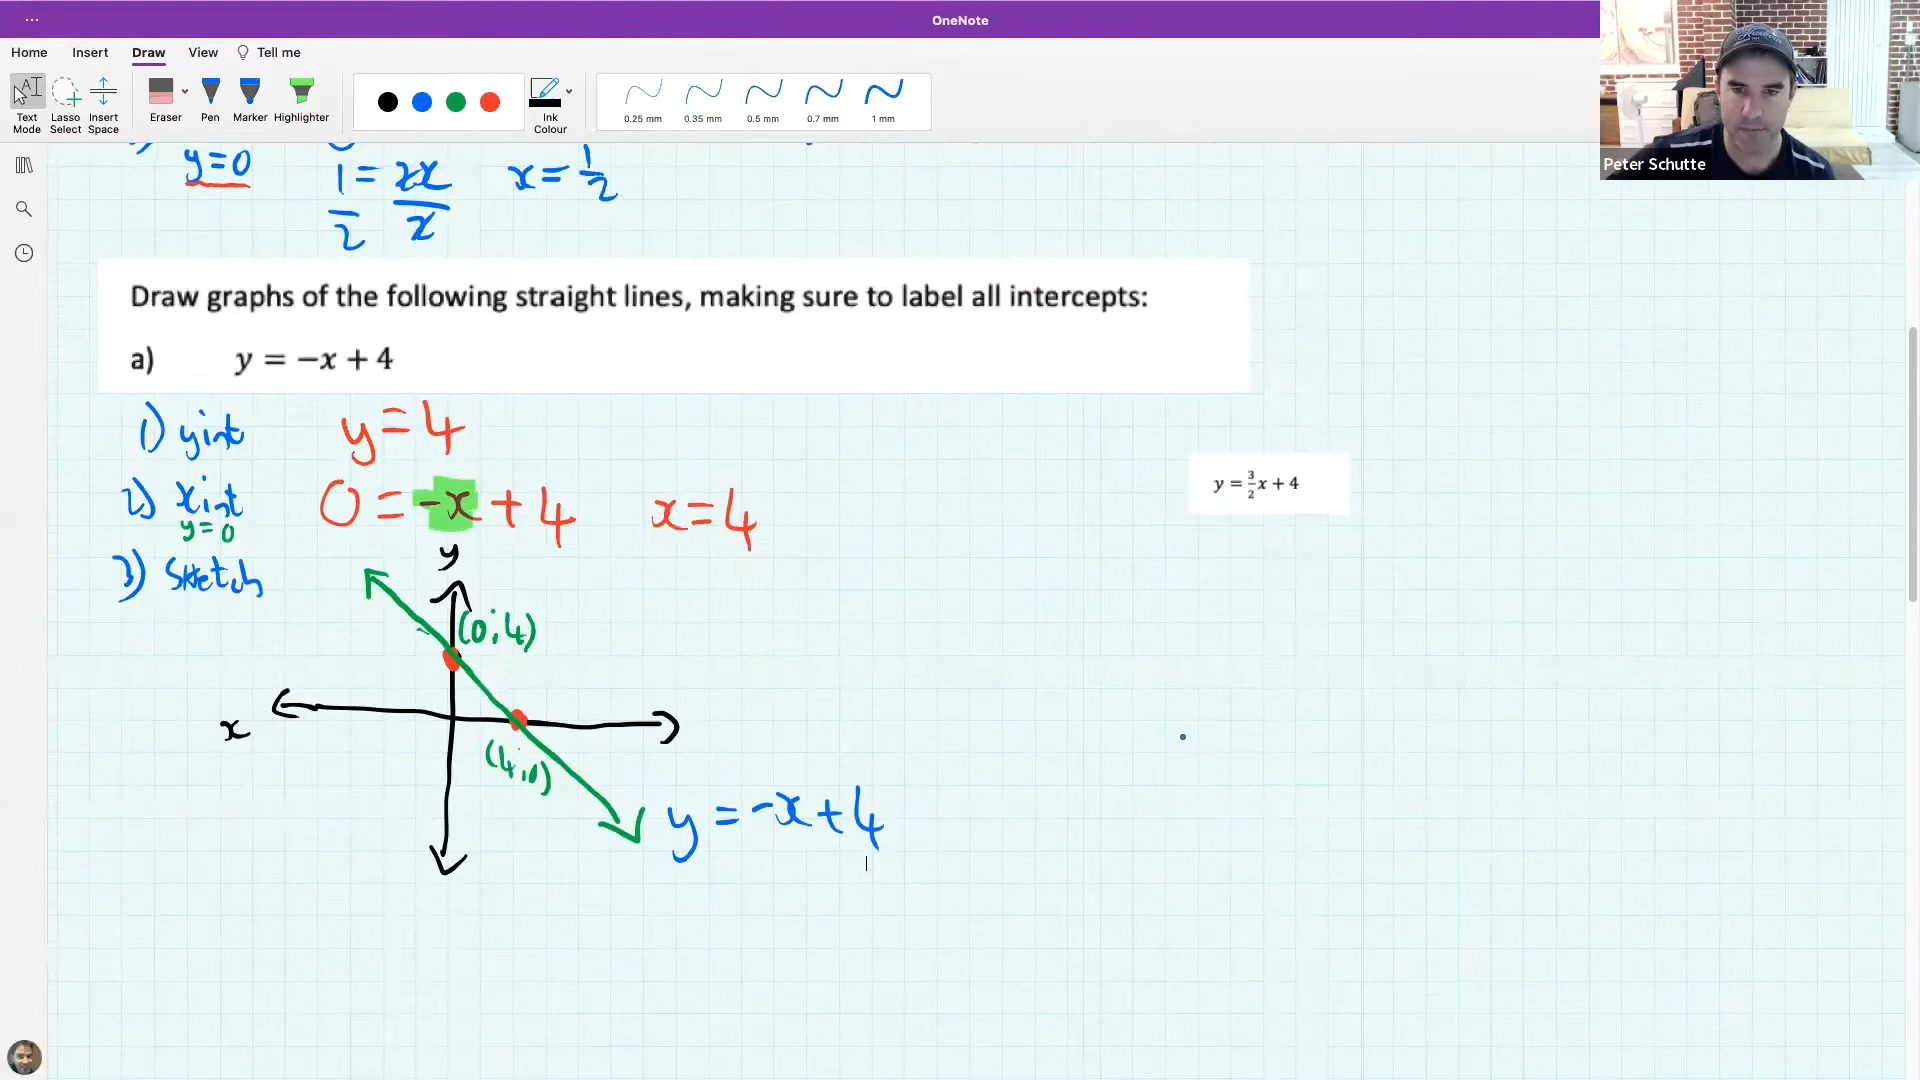 OneNote
Home Insert Draw View Tell me
Text Mode Lasso Select Insert Space Eraser Pen Marker Highlighter Ink Colour 0.25 mm 0.35 mm 0.5 mm 0.7 mm 1 mm
Peter Schutte
y=0 1/2 = 2x/2 x = 1/2
Draw graphs of the following straight lines, making sure to label all intercepts:
a) y = −x + 4
1) yint y = 4
2) xint 0 = -x + 4 x = 4
y = 0
y = 3/2 x + 4
y
3) Sketch
(0;4)
x
(4;0)
y = -x + 4